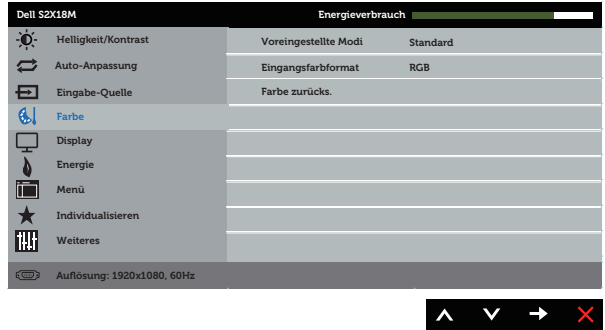 Dell S2X18M Energieverbrauch
Helligkeit/Kontrast Voreingestellte Modi Standard
Auto-Anpassung Eingangsfarbformat RGB
Eingabe-Quelle Farbe zurücks.
Farbe
Display
Energie
Menü
Individualisieren
Weiteres
Auflösung: 1920x1080, 60Hz